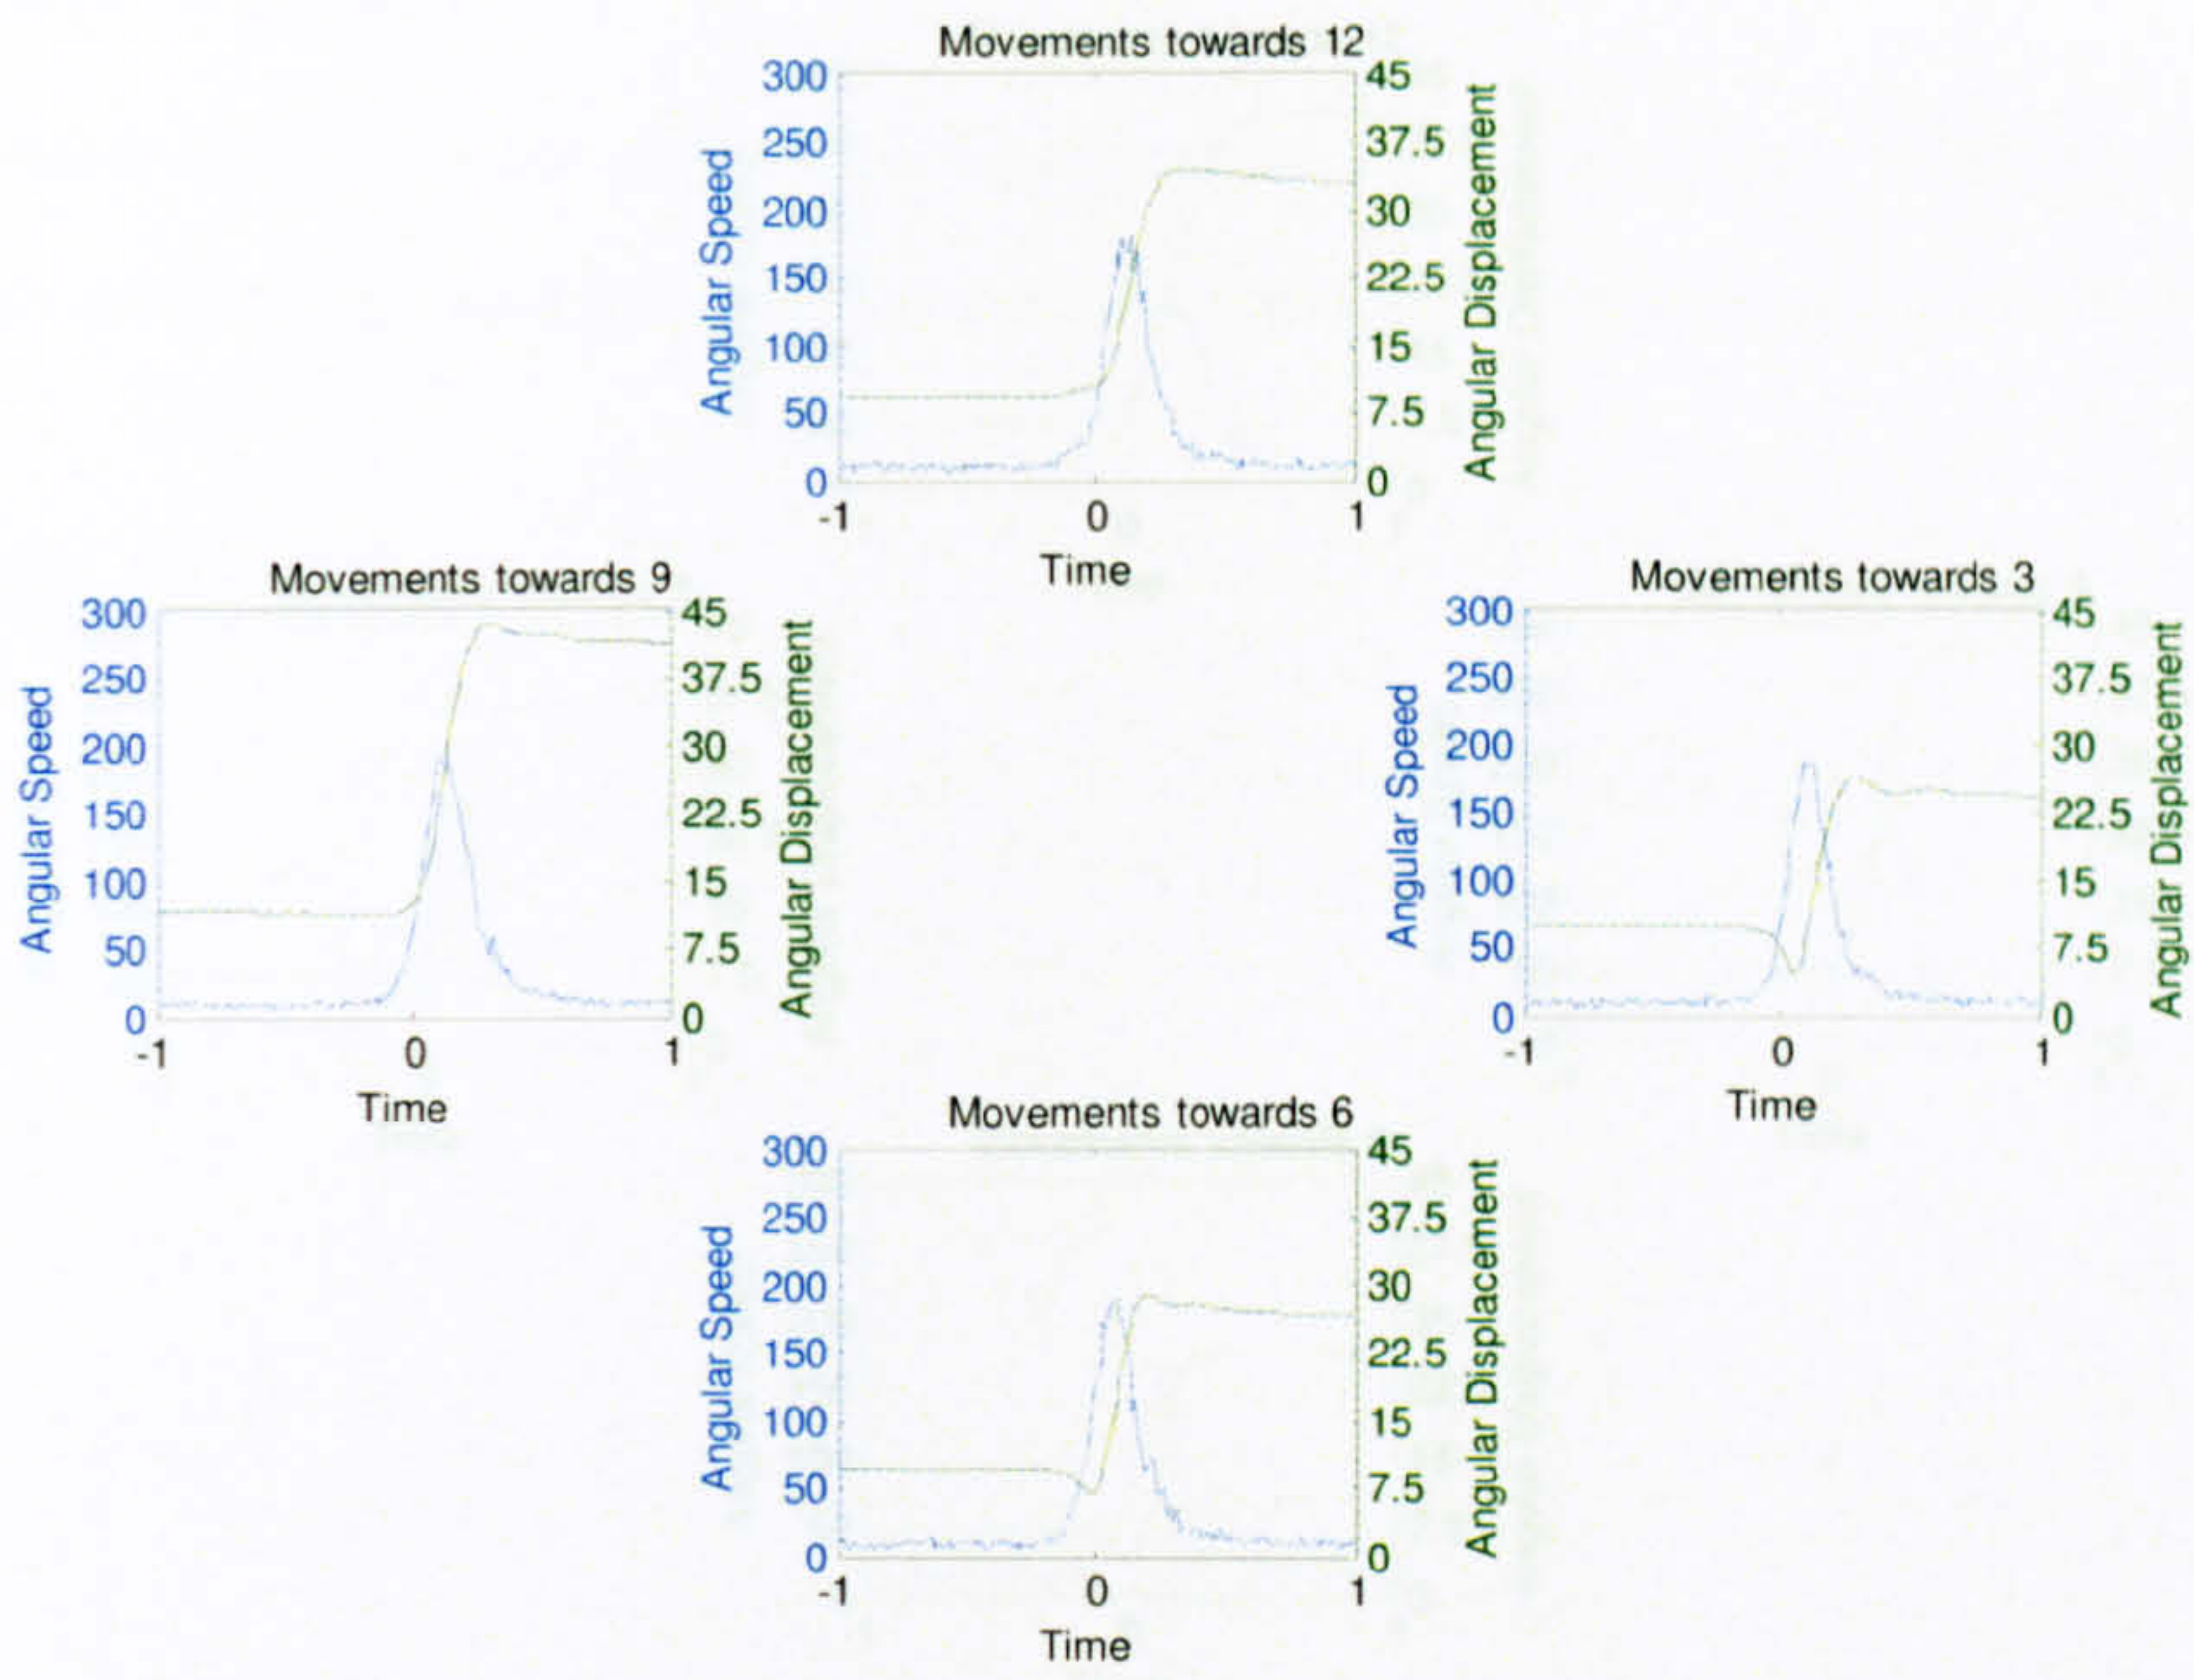 Movements towards 12
300
250
200
150
100
50
0
Angular Speed
45
37.5
30
22.5
15
7.5
0
Angular Displacement
-1 0 1
Time
Movements towards 9
300
250
200
150
100
50
0
Angular Speed
45
37.5
30
22.5
15
7.5
0
Angular Displacement
-1 0 1
Time
Movements towards 3
300
250
200
150
100
50
0
Angular Speed
45
37.5
30
22.5
15
7.5
0
Angular Displacement
-1 0 1
Time
Movements towards 6
300
250
200
150
100
50
0
Angular Speed
45
37.5
30
22.5
15
7.5
0
Angular Displacement
-1 0 1
Time